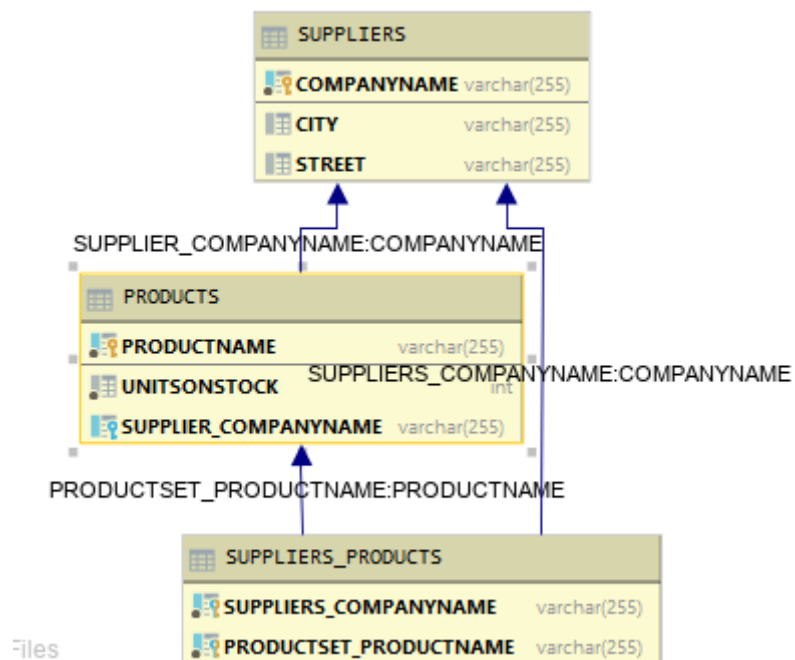 SUPPLIERS
COMPANYNAME varchar(255)
CITY varchar(255)
STREET varchar(255)
SUPPLIER_COMPANYNAME:COMPANYNAME
PRODUCTS
PRODUCTNAME varchar(255)
SUPPLIERS_COMPANYNAME:COMPANYNAME
UNITSONSTOCK int
SUPPLIER_COMPANYNAME varchar(255)
PRODUCTSET_PRODUCTNAME:PRODUCTNAME
SUPPLIERS_PRODUCTS
SUPPLIERS_COMPANYNAME varchar(255)
PRODUCTSET_PRODUCTNAME varchar(255)
Files